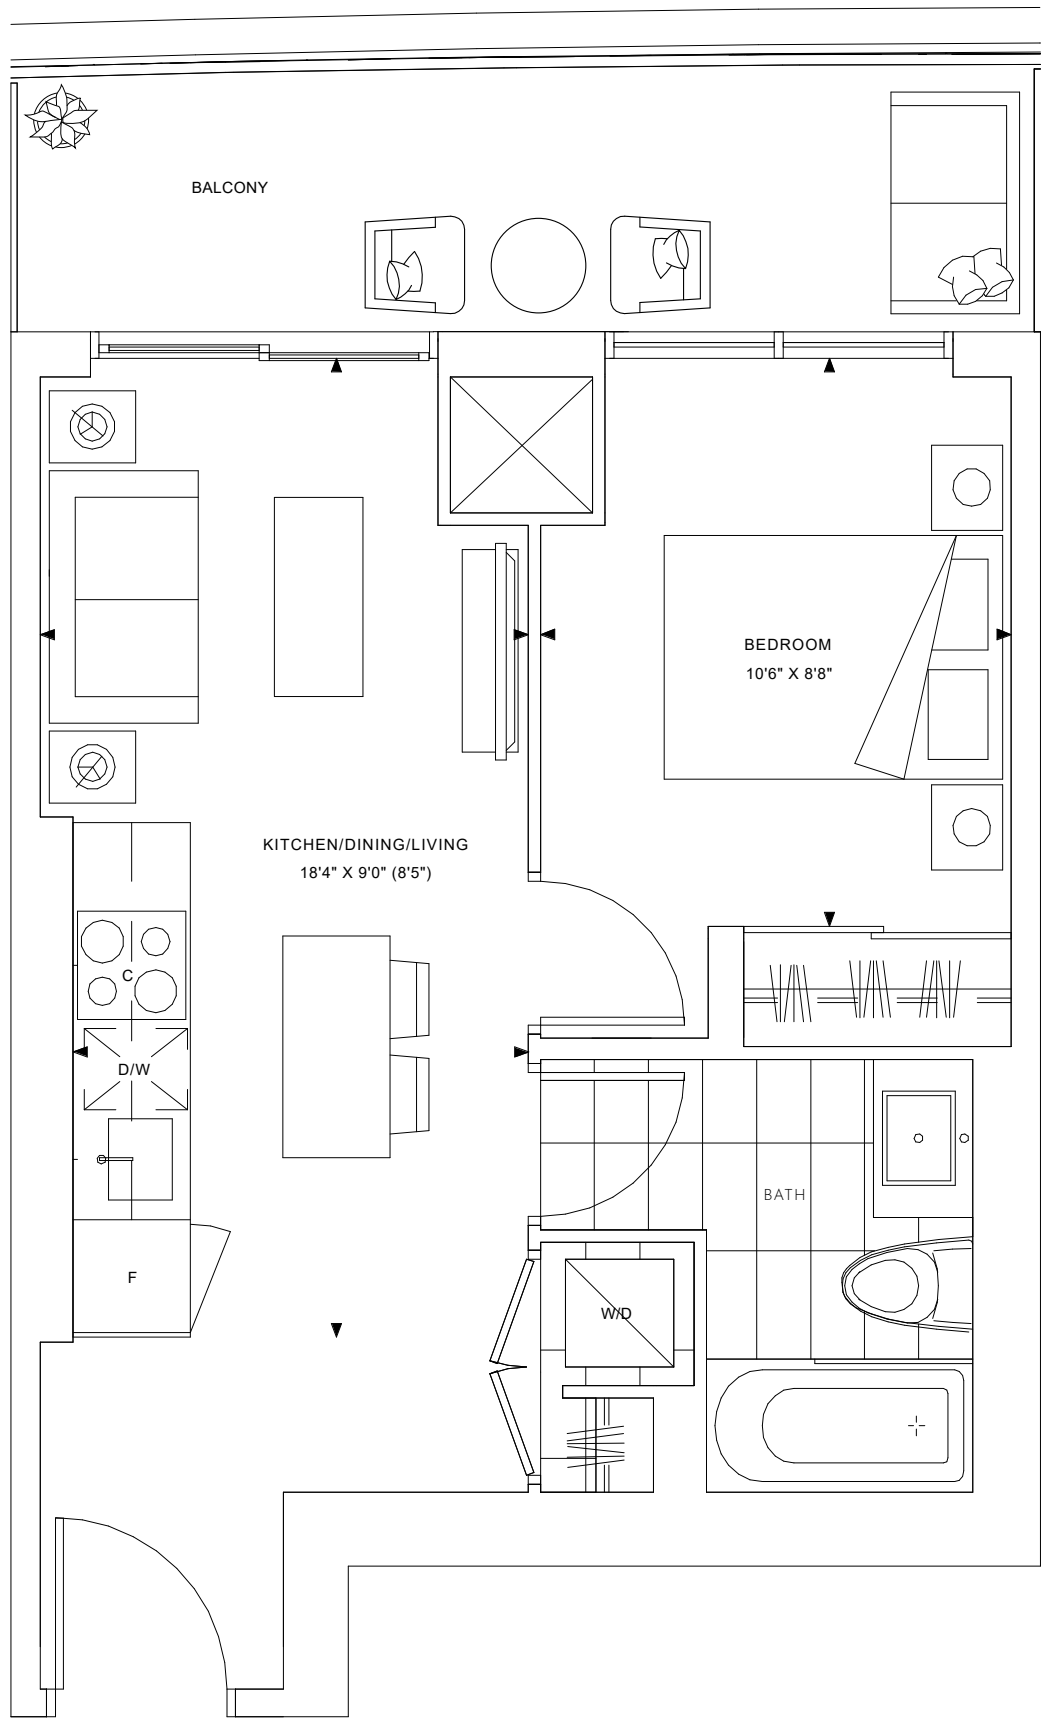 BALCONY
BEDROOM
10'6" X 8'8"
KITCHEN/DINING/LIVING
18'4" X 9'0" (8'5")
C
D/W
BATH
F
W/D